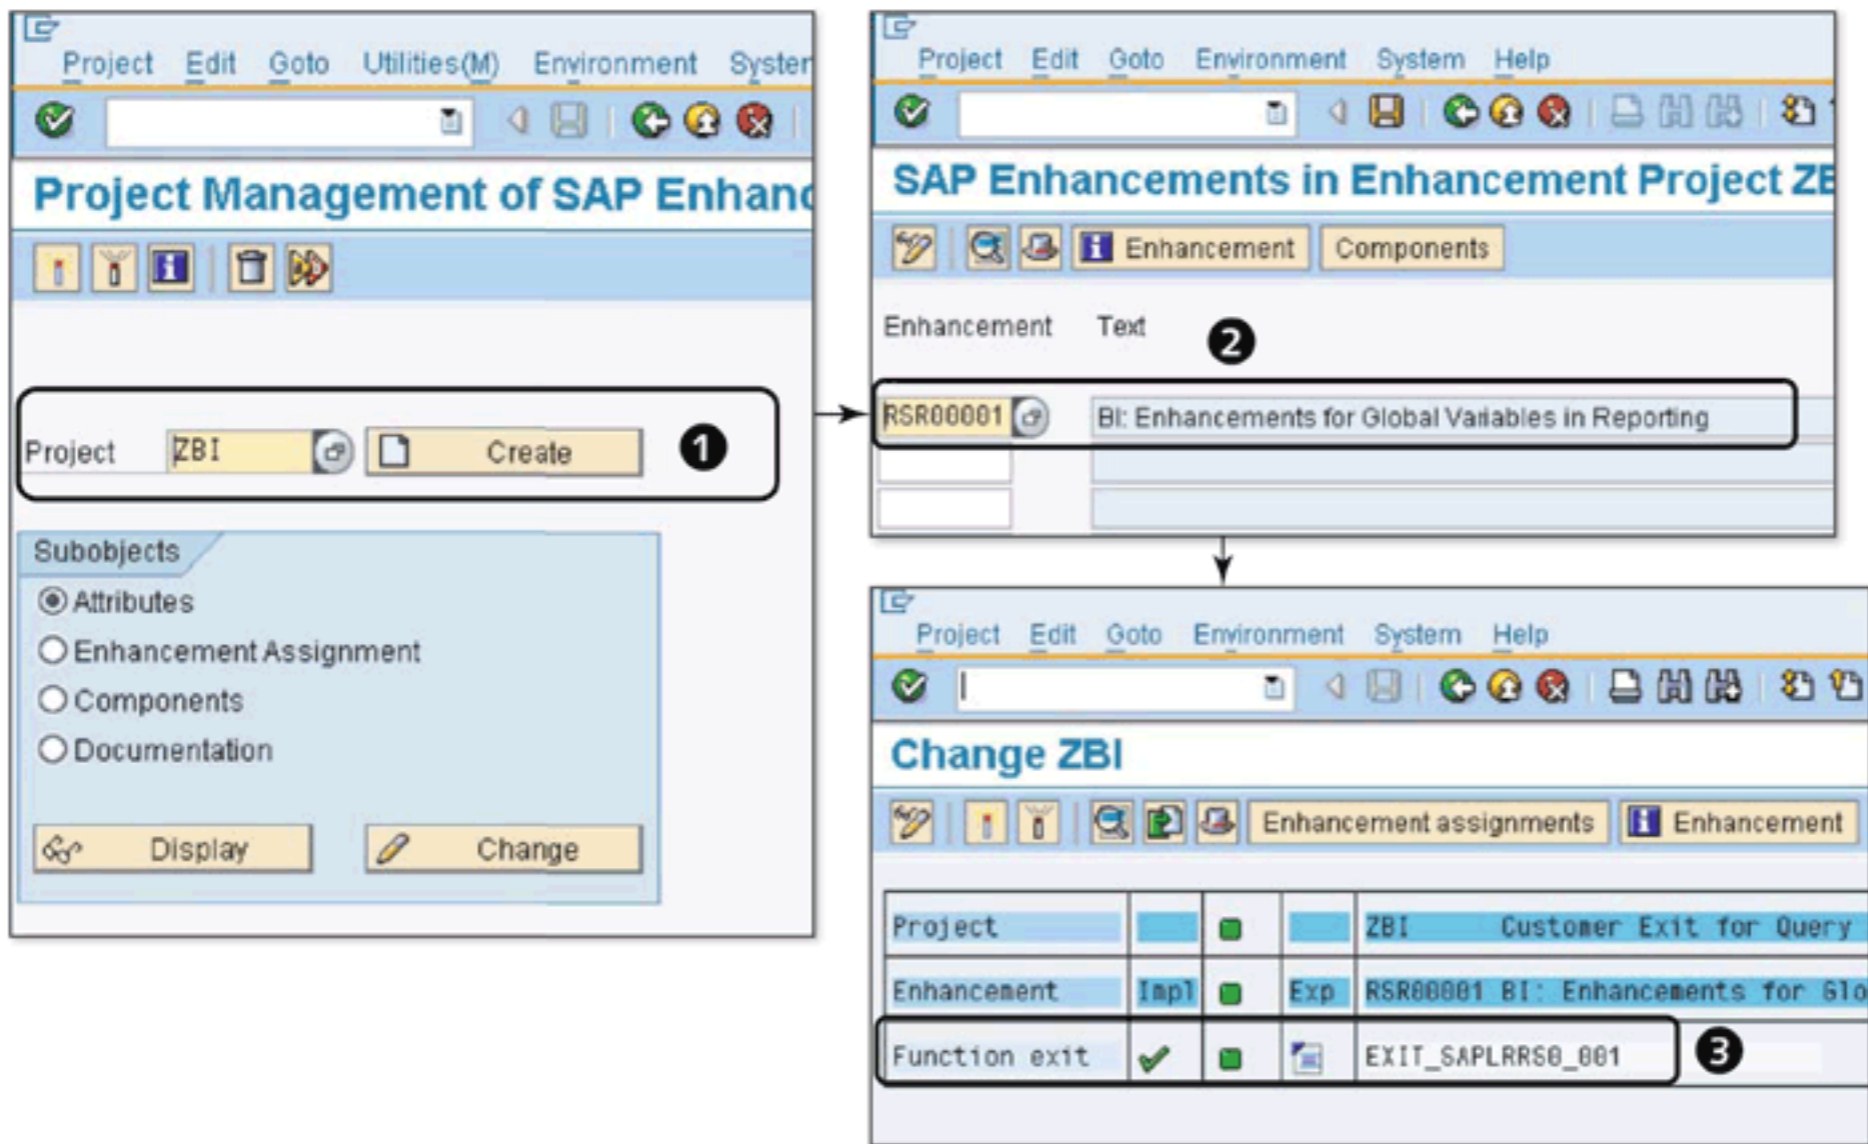 Project Edit Goto Utilities(M) Environment System
Project Management of SAP Enhanc
Project ZBI Create 1
Subobjects
Attributes
Enhancement Assignment
Components
Documentation
Display Change
Project Edit Goto Environment System Help
SAP Enhancements in Enhancement Project ZB
Enhancement Components
Enhancement Text 2
RSR00001 BI: Enhancements for Global Variables in Reporting
Project Edit Goto Environment System Help
Change ZBI
Enhancement assignments Enhancement
Project ZBI Customer Exit for Query
Enhancement Impl Exp RSR00001 BI: Enhancements for Glo
Function exit EXIT_SAPLRRS0_001 3